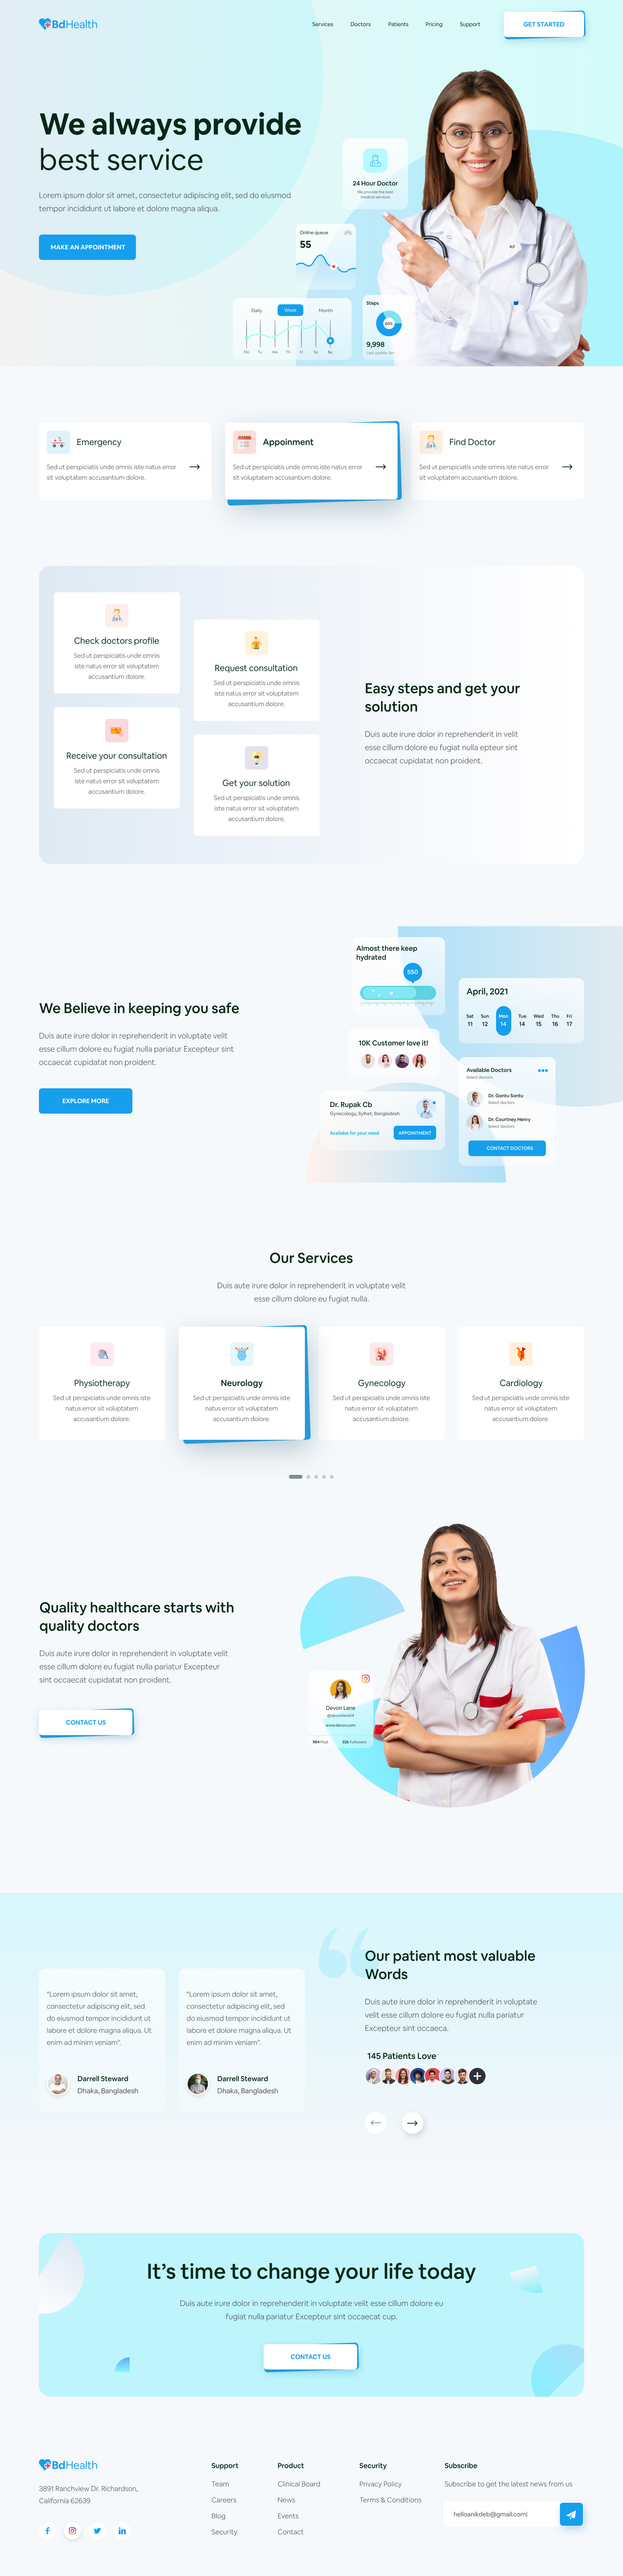 BdHealth
Services
Doctors
Patients
Pricing
Support
GET STARTED
We always provide
best service
Lorem ipsum dolor sit amet, consectetur adipiscing elit, sed do eiusmod
tempor incididunt ut labore et dolore magna aliqua.
MAKE AN APPOINTMENT
24 Hour Doctor
We provide the best
medical services
Online queue
55
Daily
Week
Month
Mo
Tu
We
Th
Fr
Sa
Su
Steps
60%
9,998
Last update 5m
Emergency
Sed ut perspiciatis unde omnis iste natus error
sit voluptatem accusantium dolore.
Appoinment
Sed ut perspiciatis unde omnis iste natus error
sit voluptatem accusantium dolore.
Find Doctor
Sed ut perspiciatis unde omnis iste natus error
sit voluptatem accusantium dolore.
Check doctors profile
Sed ut perspiciatis unde omnis
iste natus error sit voluptatem
accusantium dolore.
Request consultation
Sed ut perspiciatis unde omnis
iste natus error sit voluptatem
accusantium dolore.
Receive your consultation
Sed ut perspiciatis unde omnis
iste natus error sit voluptatem
accusantium dolore.
Get your solution
Sed ut perspiciatis unde omnis
iste natus error sit voluptatem
accusantium dolore.
Easy steps and get your
solution
Duis aute irure dolor in reprehenderit in velit
esse cillum dolore eu fugiat nulla epteur sint
occaecat cupidatat non proident.
We Believe in keeping you safe
Duis aute irure dolor in reprehenderit in voluptate velit
esse cillum dolore eu fugiat nulla pariatur Excepteur sint
occaecat cupidatat non proident.
EXPLORE MORE
Almost there keep
hydrated
550
10K Customer love it!
Dr. Rupak Cb
Gynecology, Sylhet, Bangladesh
Availabe for your need
APPOINTMENT
April, 2021
Sat
Sun
Mon
Tue
Wed
Thu
Fri
11
12
14
14
15
16
17
Available Doctors
Select doctors
Dr. Gontu Sontu
Select doctors
Dr. Courtney Henry
Select doctors
CONTACT DOCTORS
Our Services
Duis aute irure dolor in reprehenderit in voluptate velit
esse cillum dolore eu fugiat nulla.
Physiotherapy
Sed ut perspiciatis unde omnis iste
natus error sit voluptatem
accusantium dolore.
Neurology
Sed ut perspiciatis unde omnis iste
natus error sit voluptatem
accusantium dolore.
Gynecology
Sed ut perspiciatis unde omnis iste
natus error sit voluptatem
accusantium dolore.
Cardiology
Sed ut perspiciatis unde omnis iste
natus error sit voluptatem
accusantium dolore.
Quality healthcare starts with
quality doctors
Duis aute irure dolor in reprehenderit in voluptate velit
esse cillum dolore eu fugiat nulla pariatur Excepteur
sint occaecat cupidatat non proident.
CONTACT US
Devon Lane
www.devon.com
984 Post
32k Followers
“Lorem ipsum dolor sit amet,
consectetur adipiscing elit, sed
do eiusmod tempor incididunt ut
labore et dolore magna aliqua. Ut
enim ad minim veniam”.
Darrell Steward
Dhaka, Bangladesh
“Lorem ipsum dolor sit amet,
consectetur adipiscing elit, sed
do eiusmod tempor incididunt ut
labore et dolore magna aliqua. Ut
enim ad minim veniam”.
Darrell Steward
Dhaka, Bangladesh
Our patient most valuable
Words
Duis aute irure dolor in reprehenderit in voluptate
velit esse cillum dolore eu fugiat nulla pariatur
Excepteur sint occaeca.
145 Patients Love
It’s time to change your life today
Duis aute irure dolor in reprehenderit in voluptate velit esse cillum dolore eu
fugiat nulla pariatur Excepteur sint occaecat cup.
CONTACT US
BdHealth
3891 Ranchview Dr. Richardson,
California 62639
Support
Team
Careers
Blog
Security
Product
Clinical Board
News
Events
Contact
Security
Privacy Policy
Terms & Conditions
Subscribe
Subscribe to get the latest news from us
helloanikdeb@gmail.com|